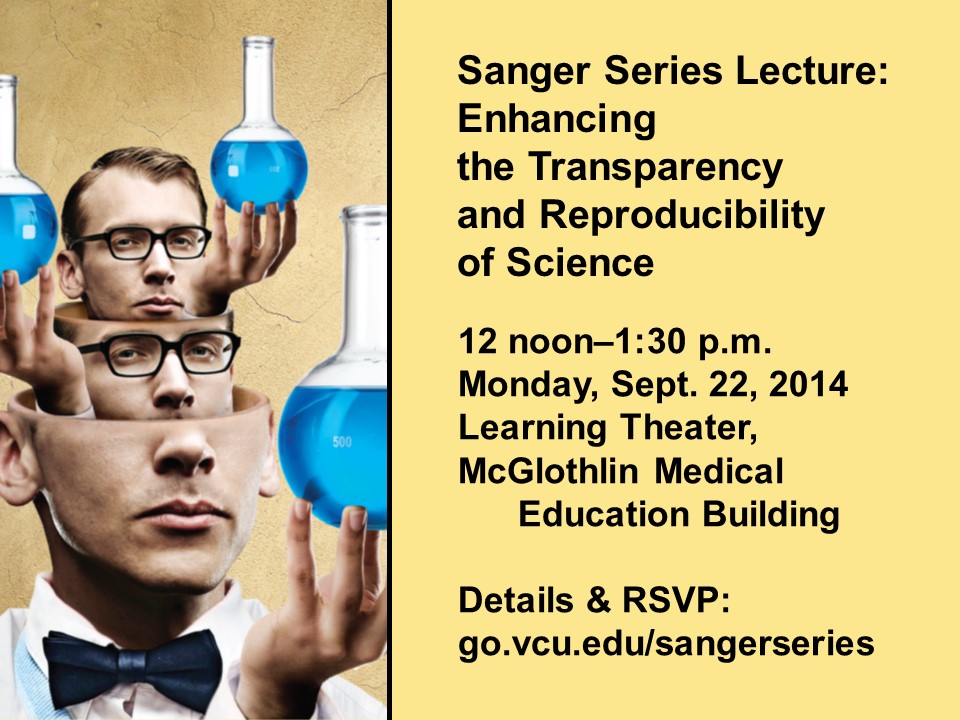 Sanger Series Lecture:
Enhancing
the Transparency
and Reproducibility
of Science
12 noon–1:30 p.m.
Monday, Sept. 22, 2014
Learning Theater,
McGlothlin Medical
Education Building
Details & RSVP:
go.vcu.edu/sangerseries
500